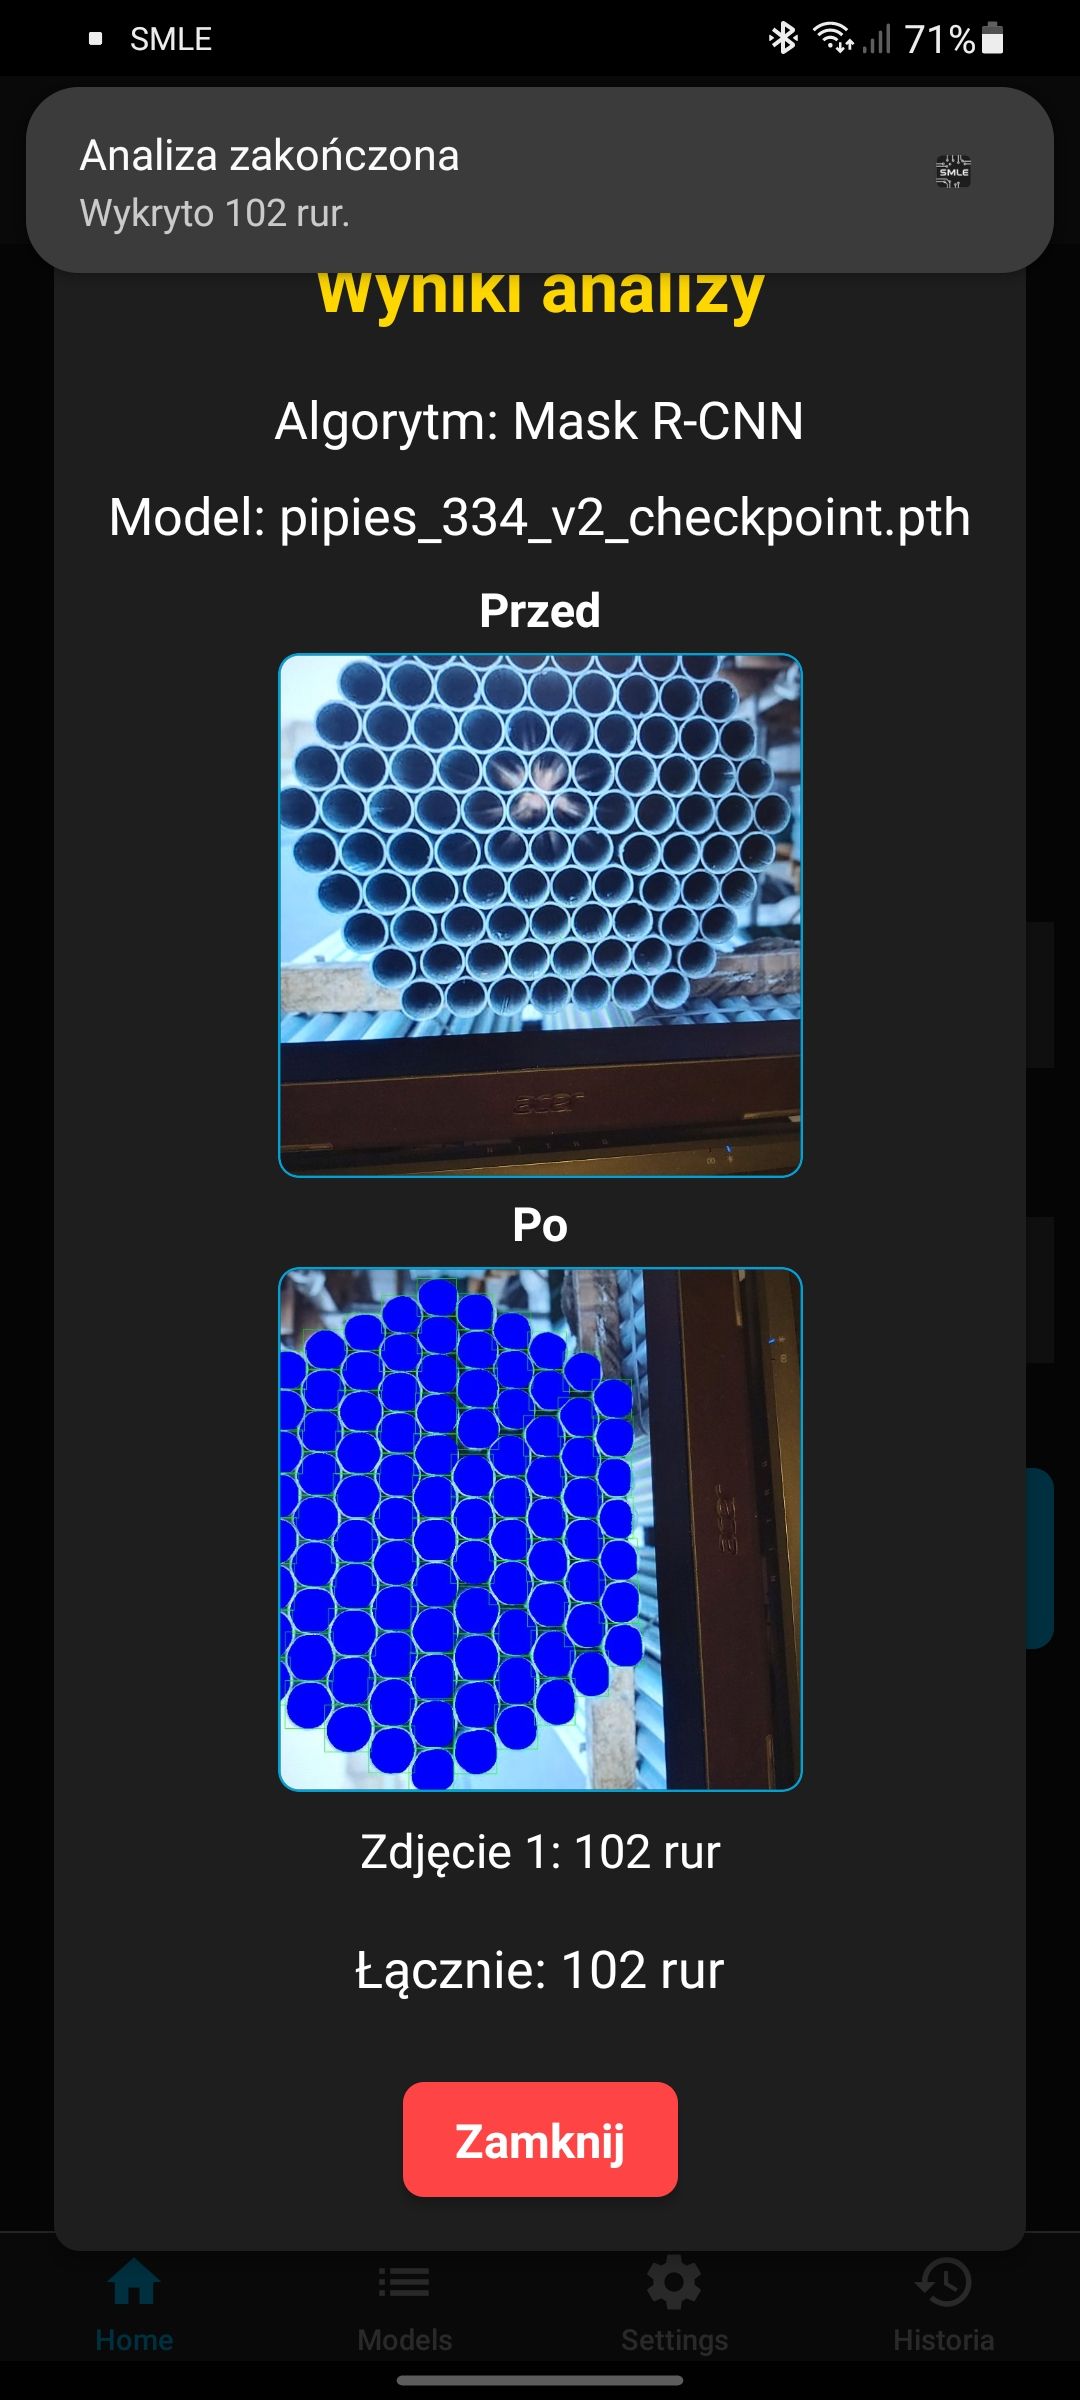 SMLE
71%
Analiza zakończona
SMLE
Wykryto 102 rur.
Wyniki analizy
Algorytm: Mask R-CNN
Model: pipies_334_v2_checkpoint.pth
Przed
acer
Po
acer
Zdjęcie 1: 102 rur
Łącznie: 102 rur
Zamknij
Home
Models
Settings
Historia